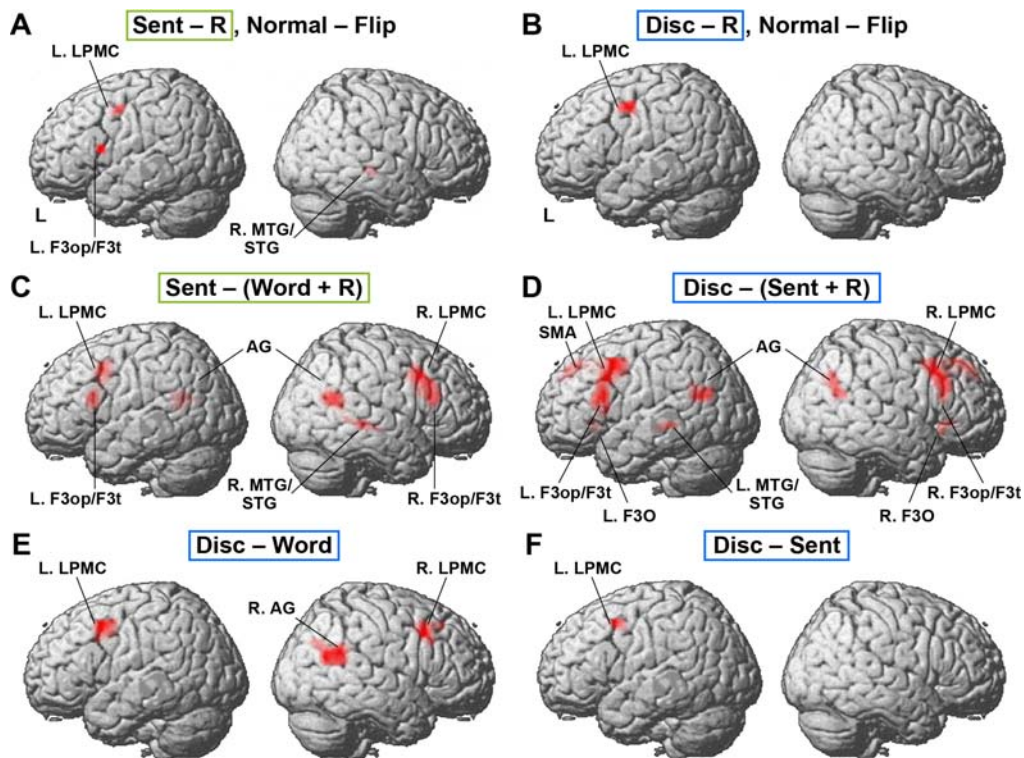 A
Sent – R, Normal – Flip
L. LPMC
L
L. F3op/F3t
R. MTG/
STG
B
Disc – R, Normal – Flip
L. LPMC
L
C
Sent – (Word + R)
L. LPMC
AG
R. LPMC
L. F3op/F3t
R. MTG/
STG
R. F3op/F3t
D
Disc – (Sent + R)
L. LPMC
SMA
AG
R. LPMC
L. F3op/F3t
L. F3O
L. MTG/
STG
R. F3O
R. F3op/F3t
E
Disc – Word
L. LPMC
R. AG
R. LPMC
F
Disc – Sent
L. LPMC